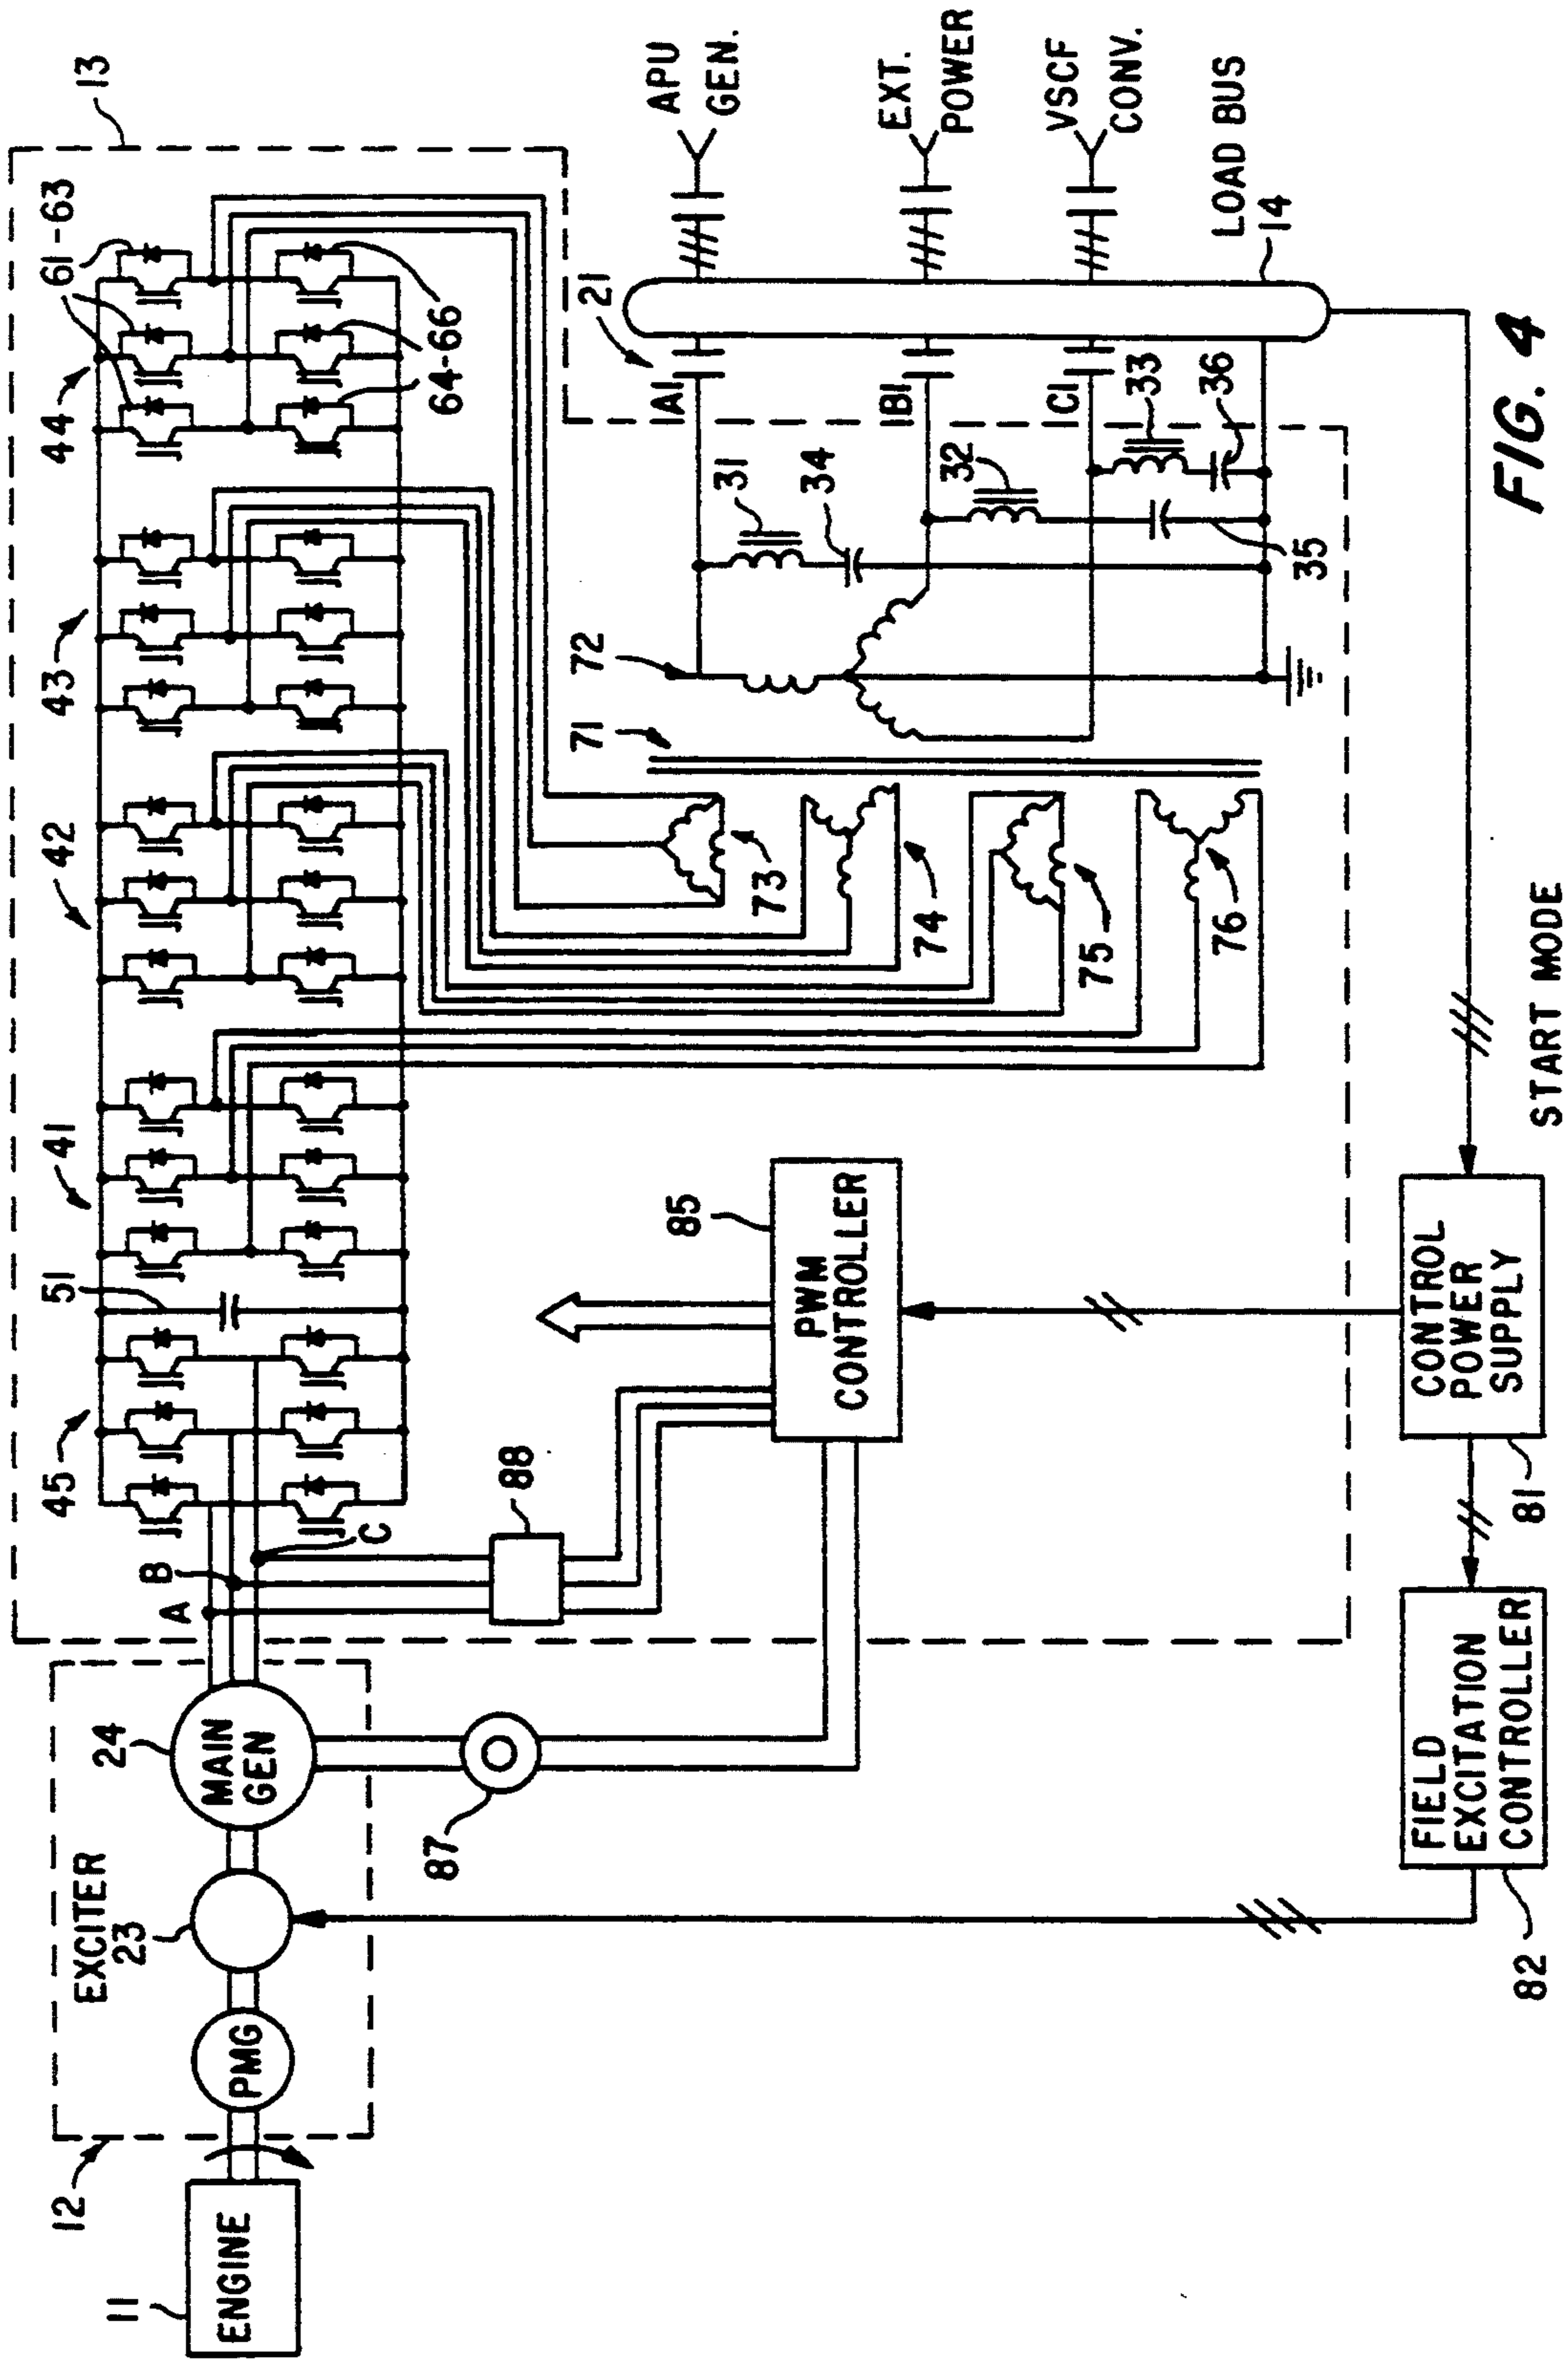 13
61-63
44
43
42
41
51
45
64-66
APU
GEN.
EXT.
POWER
VSCF
CONV.
LOAD BUS
14
21
A1
B1
C1
31
34
32
33
36
35
72
71
73
74
75
76
85
PWM
CONTROLLER
88
A
B
C
24
MAIN
GEN
87
EXCITER
23
PMG
12
11
ENGINE
CONTROL
POWER
SUPPLY
81
FIELD
EXCITATION
CONTROLLER
82
START MODE
FIG. 4